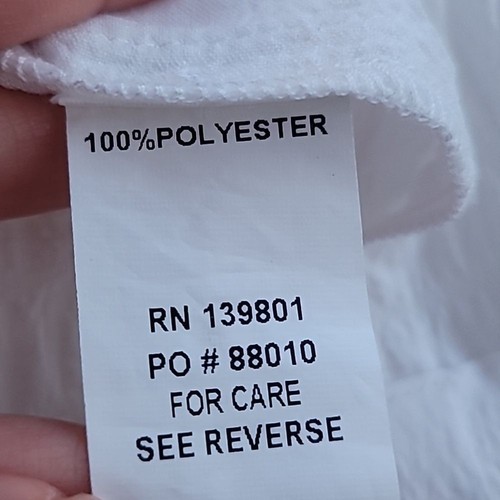 100%POLYESTER
RN 139801
PO # 88010
FOR CARE
SEE REVERSE